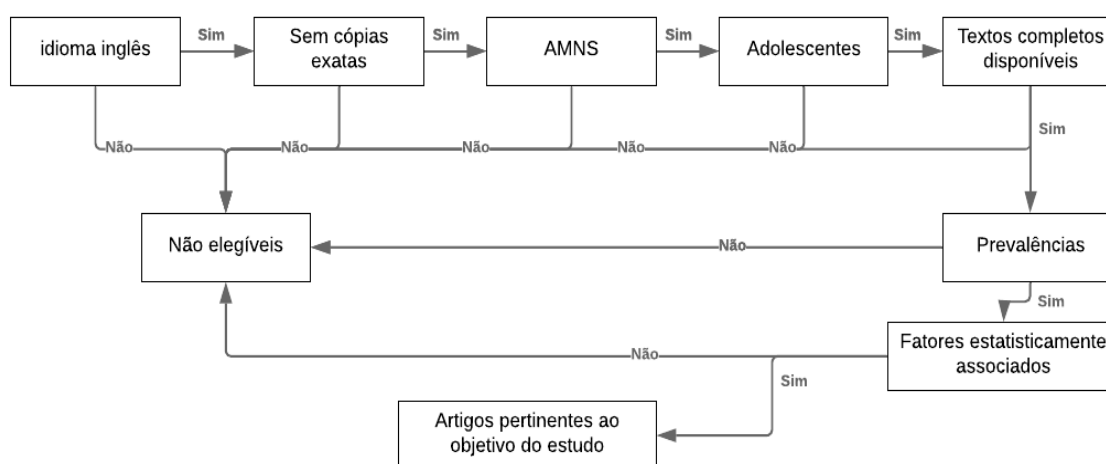 idioma inglês
Sim
Sem cópias
exatas
Sim
AMNS
Sim
Adolescentes
Sim
Textos completos
disponíveis
Não
Não
Não
Não
Não
Sim
Não elegíveis
Não
Prevalências
Sim
Fatores estatisticamente
associados
Não
Sim
Artigos pertinentes ao
objetivo do estudo